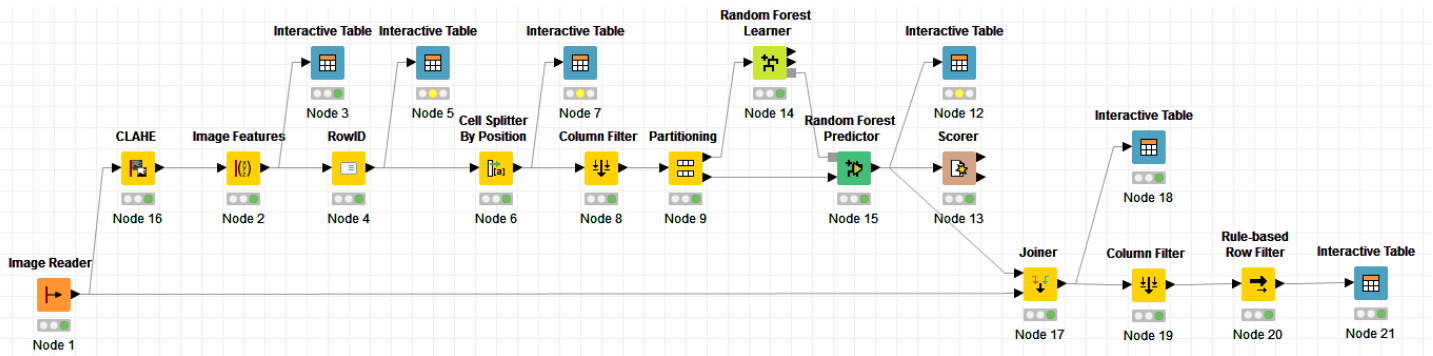 Random Forest
Learner
Interactive Table
Interactive Table
Interactive Table
Interactive Table
Node 3
Node 5
Node 7
Node 14
Node 12
Cell Splitter
By Position
Random Forest
Predictor
Interactive Table
CLAHE
Image Features
RowID
Column Filter
Partitioning
Scorer
[a]
Node 18
Node 16
Node 2
Node 4
Node 6
Node 8
Node 9
Node 15
Node 13
Rule-based
Row Filter
Image Reader
Joiner
Column Filter
Interactive Table
Node 1
Node 17
Node 19
Node 20
Node 21